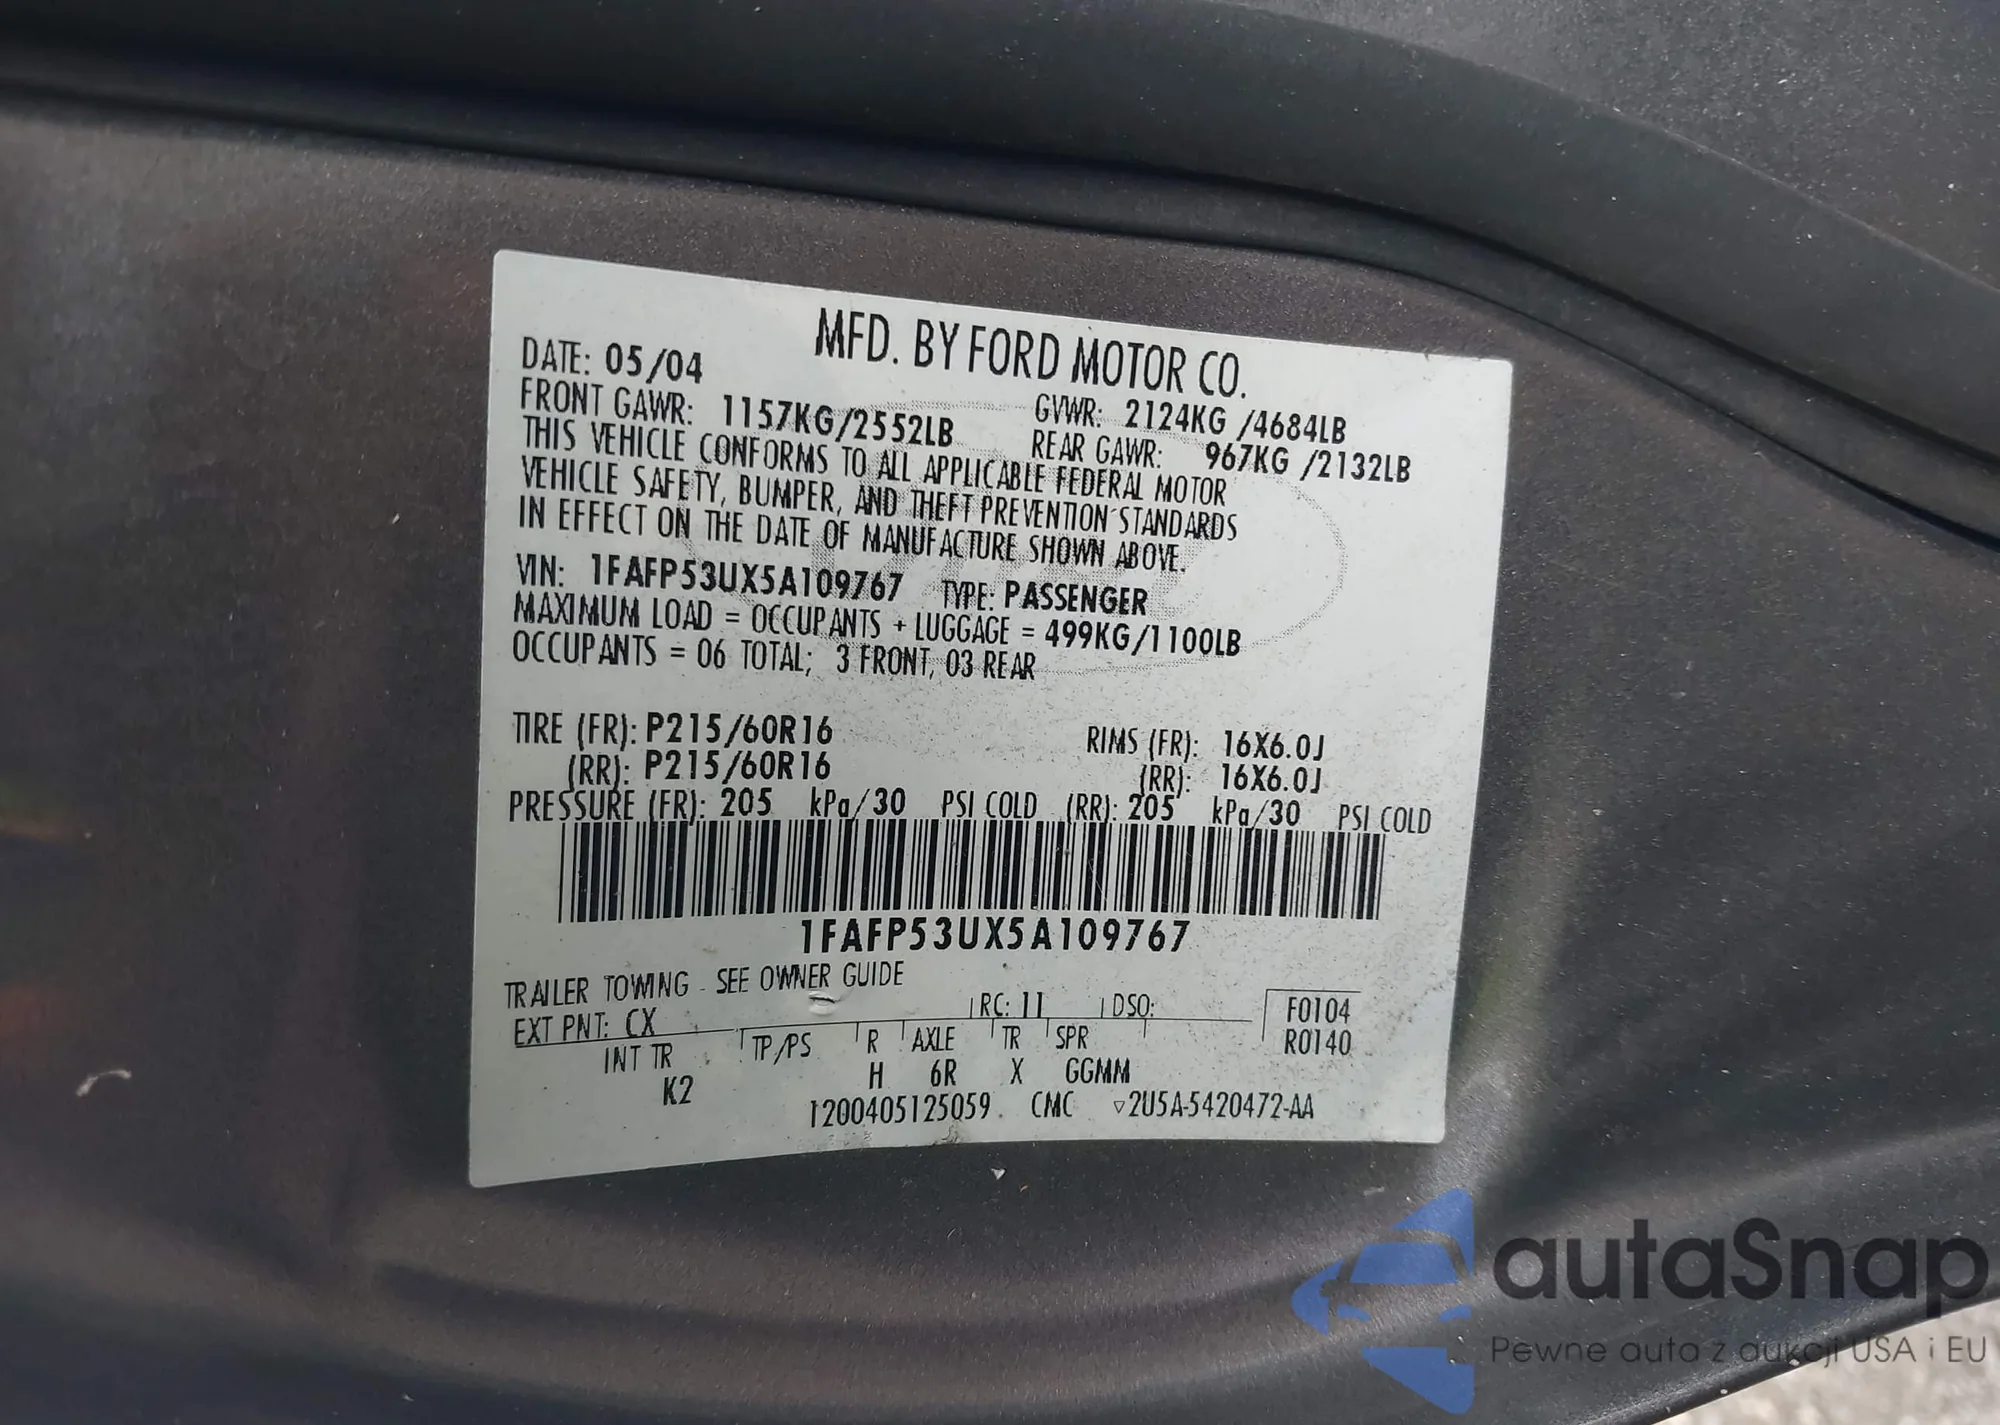 MFD. BY FORD MOTOR CO.
DATE: 05/04
GVWR: 2124KG /4684LB
FRONT GAWR: 1157KG/2552LB
REAR GAWR: 967KG /2132LB
THIS VEHICLE CONFORMS TO ALL APPLICABLE FEDERAL MOTOR
VEHICLE SAFETY, BUMPER, AND THEFT PREVENTION STANDARDS
IN EFFECT ON THE DATE OF MANUFACTURE SHOWN ABOVE.
VIN: 1FAFP53UX5A109767 TYPE: PASSENGER
MAXIMUM LOAD = OCCUPANTS + LUGGAGE = 499KG/1100LB
OCCUPANTS = 06 TOTAL; 3 FRONT, 03 REAR
TIRE (FR): P215/60R16 RIMS (FR): 16X6.0J
(RR): P215/60R16 (RR): 16X6.0J
PRESSURE (FR): 205 kPa/30 PSI COLD (RR): 205 kPa/30 PSI COLD
1FAFP53UX5A109767
TRAILER TOWING - SEE OWNER GUIDE
EXT PNT: CX RC: 11 DSO: F0104
R0140
INT TR TP/PS R AXLE TR SPR
K2 H 6R X GGMM
1200405125059 CMC ▽2U5A-5420472-AA
autaSnap
Pewne auta z aukcji USA i EU